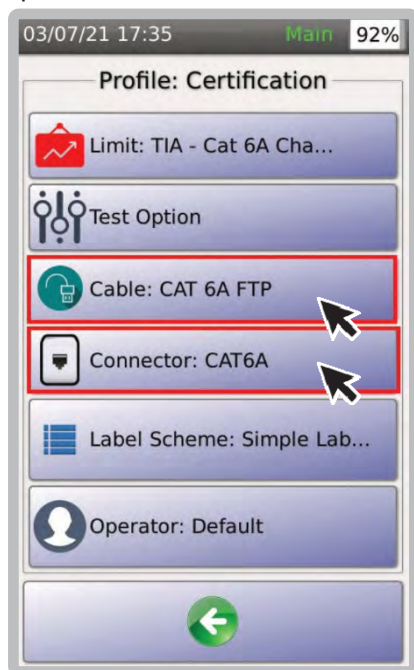 03/07/21 17:35 Main 92%
Profile: Certification
Limit: TIA - Cat 6A Cha...
Test Option
Cable: CAT 6A FTP
Connector: CAT6A
Label Scheme: Simple Lab...
Operator: Default